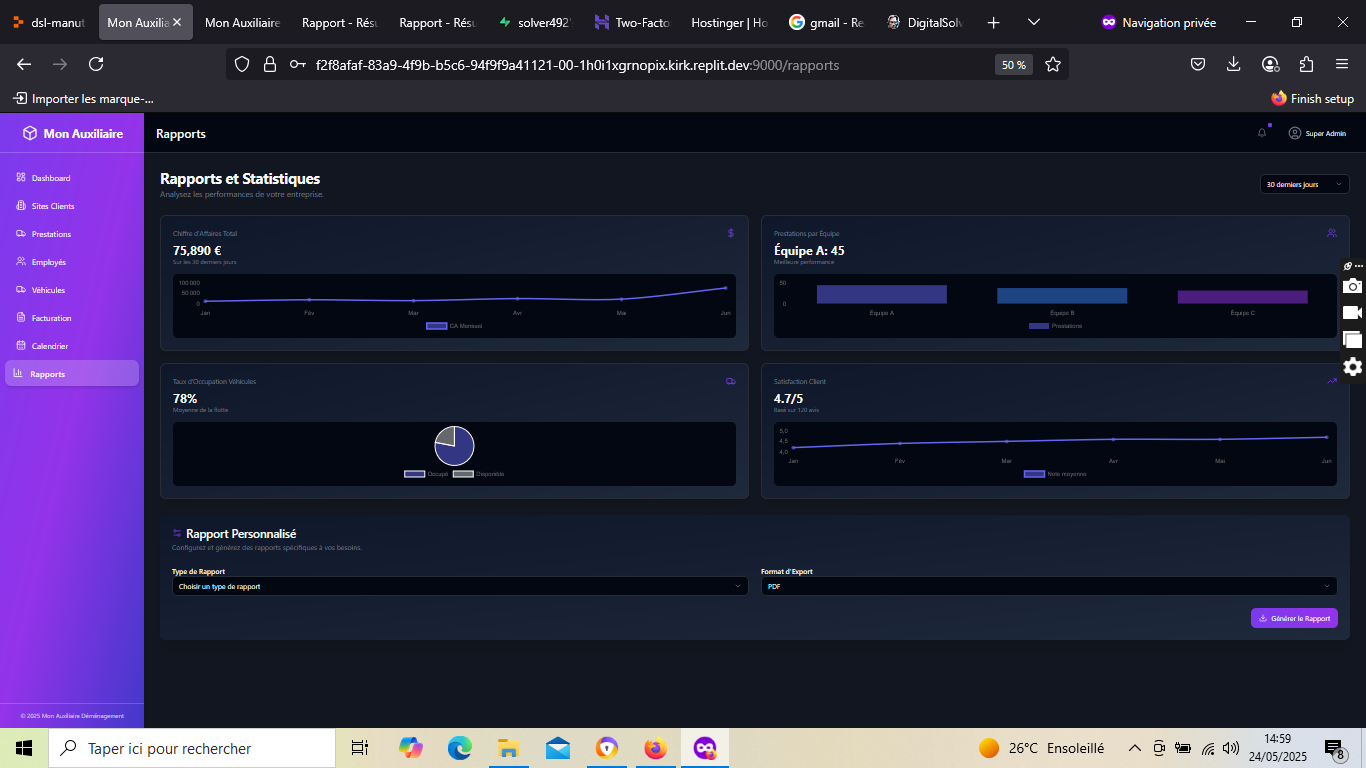 dsl-manut
Mon Auxilia
Mon Auxiliaire
Rapport - Résu
Rapport - Résu
solver492
Two-Facto
Hostinger | Ho
gmail - Re
DigitalSolv
Navigation privée
f2f8afaf-83a9-4f9b-b5c6-94f9f9a41121-00-1h0i1xgrnopix.kirk.replit.dev:9000/rapports
50 %
Importer les marque-...
Finish setup
Mon Auxiliaire
Rapports
Super Admin
Dashboard
Sites Clients
Prestations
Employés
Véhicules
Facturation
Calendrier
Rapports
© 2025 Mon Auxiliaire Déménagement
Rapports et Statistiques
Analysez les performances de votre entreprise.
30 derniers jours
Chiffre d'Affaires Total
$
75,890 €
Sur les 30 derniers jours
100 000
50 000
0
Jan
Fév
Mar
Avr
Mai
Jun
CA Mensuel
Prestations par Équipe
Équipe A: 45
Meilleure performance
50
0
Équipe A
Équipe B
Équipe C
Prestations
Taux d'Occupation Véhicules
78%
Moyenne de la flotte
Occupé
Disponible
Satisfaction Client
4.7/5
Basé sur 120 avis
5,0
4,5
4,0
Jan
Fév
Mar
Avr
Mai
Jun
Note moyenne
Rapport Personnalisé
Configurez et générez des rapports spécifiques à vos besoins.
Type de Rapport
Choisir un type de rapport
Format d'Export
PDF
Générer le Rapport
Taper ici pour rechercher
26°C Ensoleillé
14:59
24/05/2025
8